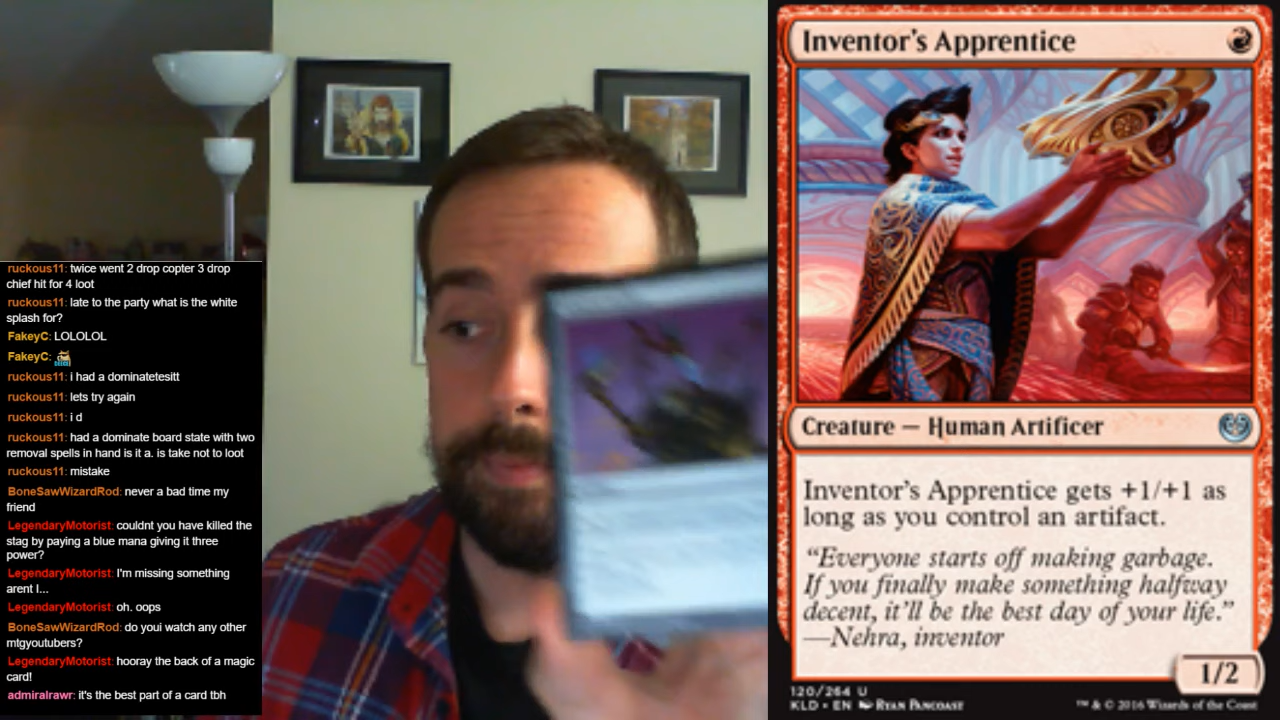 ruckous11: twice went 2 drop copter 3 drop
chief hit for 4 loot
ruckous11: late to the party what is the white
splash for?
FakeyC: LOLOLOL
FakeyC:
ruckous11: i had a dominatetesitt
ruckous11: lets try again
ruckous11: i d
ruckous11: had a dominate board state with two
removal spells in hand is it a. is take not to loot
ruckous11: mistake
BoneSawWizardRod: never a bad time my
friend
LegendaryMotorist: couldnt you have killed the
stag by paying a blue mana giving it three
power?
LegendaryMotorist: I'm missing something
arent I...
LegendaryMotorist: oh. oops
BoneSawWizardRod: do youi watch any other
mtgyoutubers?
LegendaryMotorist: hooray the back of a magic
card!
admiralrawr: it's the best part of a card tbh
Inventor's Apprentice
Creature — Human Artificer
Inventor's Apprentice gets +1/+1 as
long as you control an artifact.
“Everyone starts off making garbage.
If you finally make something halfway
decent, it'll be the best day of your life.”
—Nehra, inventor
1/2
120/264 U
KLD • EN Ryan Pancoast
™ & © 2016 Wizards of the Coast